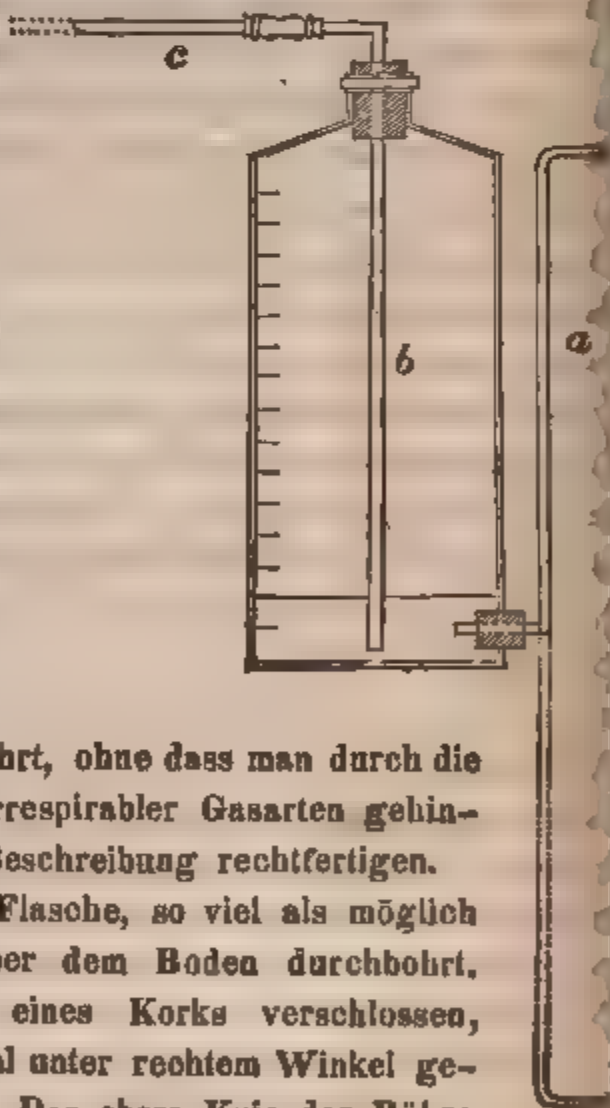 c
b
a
hrt, ohne dass man durch die
rrespirabler Gasarten gehin-
Beschreibung rechtfertigen.
Flasche, so viel als möglich
ber dem Boden durchbohrt.
eines Korks verschlossen,
al unter rechtem Winkel ge-